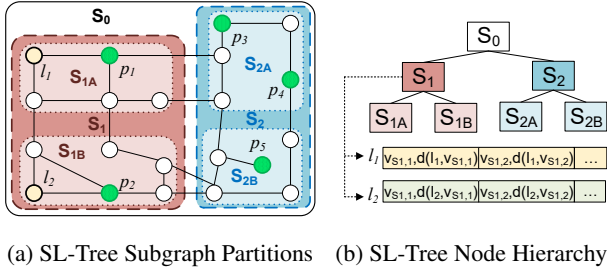 S0
l1
p1
p3
S1A
S2A
p4
S1
S2
S1B
p5
l2
p2
S2B
S0
S1
S2
S1A
S1B
S2A
S2B
l1 vS1,1,d(l1,vS1,1) vS1,2,d(l1,vS1,2) ...
l2 vS1,1,d(l2,vS1,1) vS1,2,d(l2,vS1,2) ...
(a) SL-Tree Subgraph Partitions
(b) SL-Tree Node Hierarchy